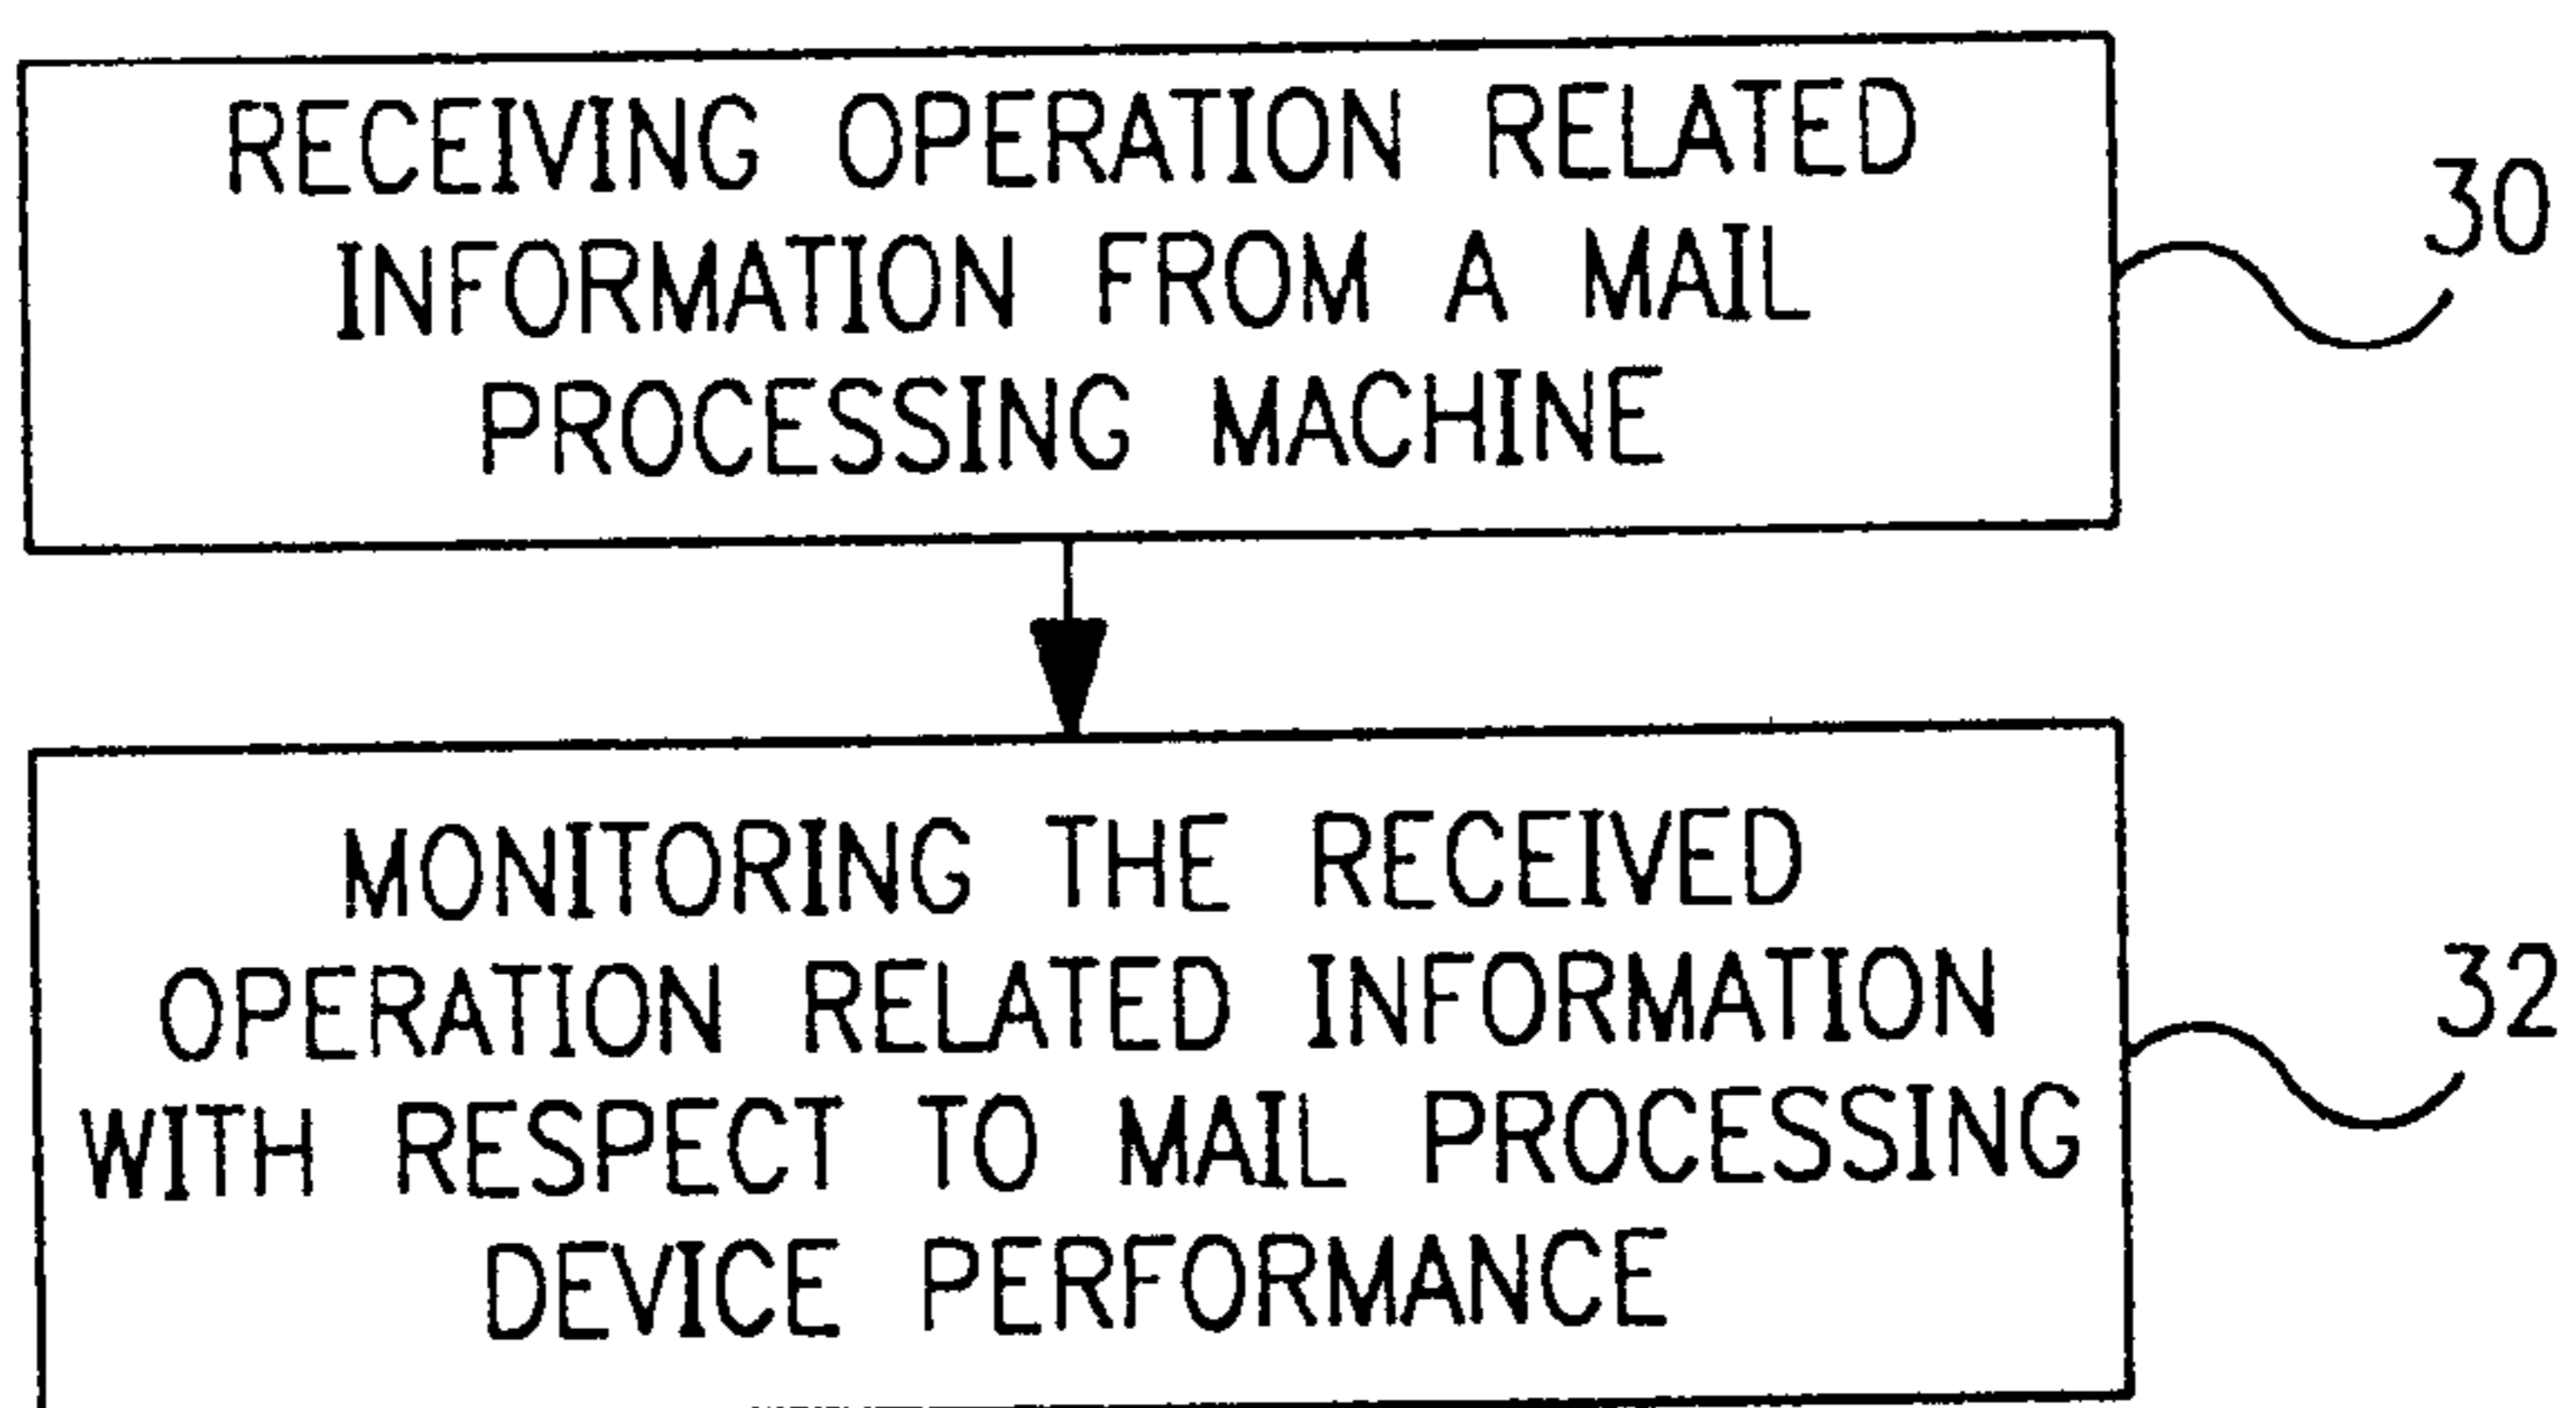 RECEIVING OPERATION RELATED
INFORMATION FROM A MAIL
PROCESSING MACHINE
30
MONITORING THE RECEIVED
OPERATION RELATED INFORMATION
WITH RESPECT TO MAIL PROCESSING
DEVICE PERFORMANCE
32